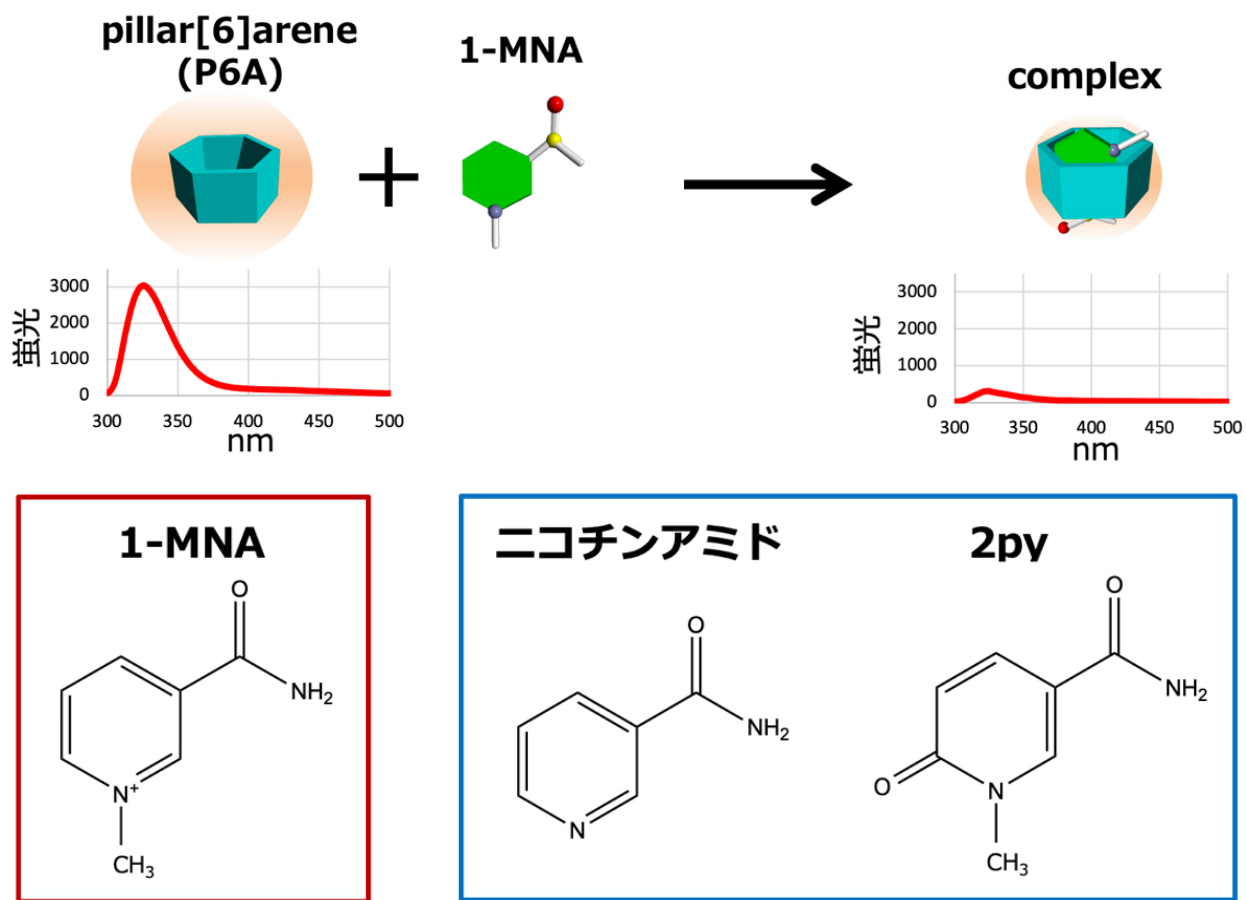 pillar[6]arene
(P6A)
1-MNA
complex
蛍光
3000
2000
1000
0
300
350
400
450
500
nm
蛍光
3000
2000
1000
0
300
350
400
450
500
nm
1-MNA
O
NH₂
N⁺
CH₃
ニコチンアミド
O
NH₂
N
2py
O
NH₂
O
N
CH₃